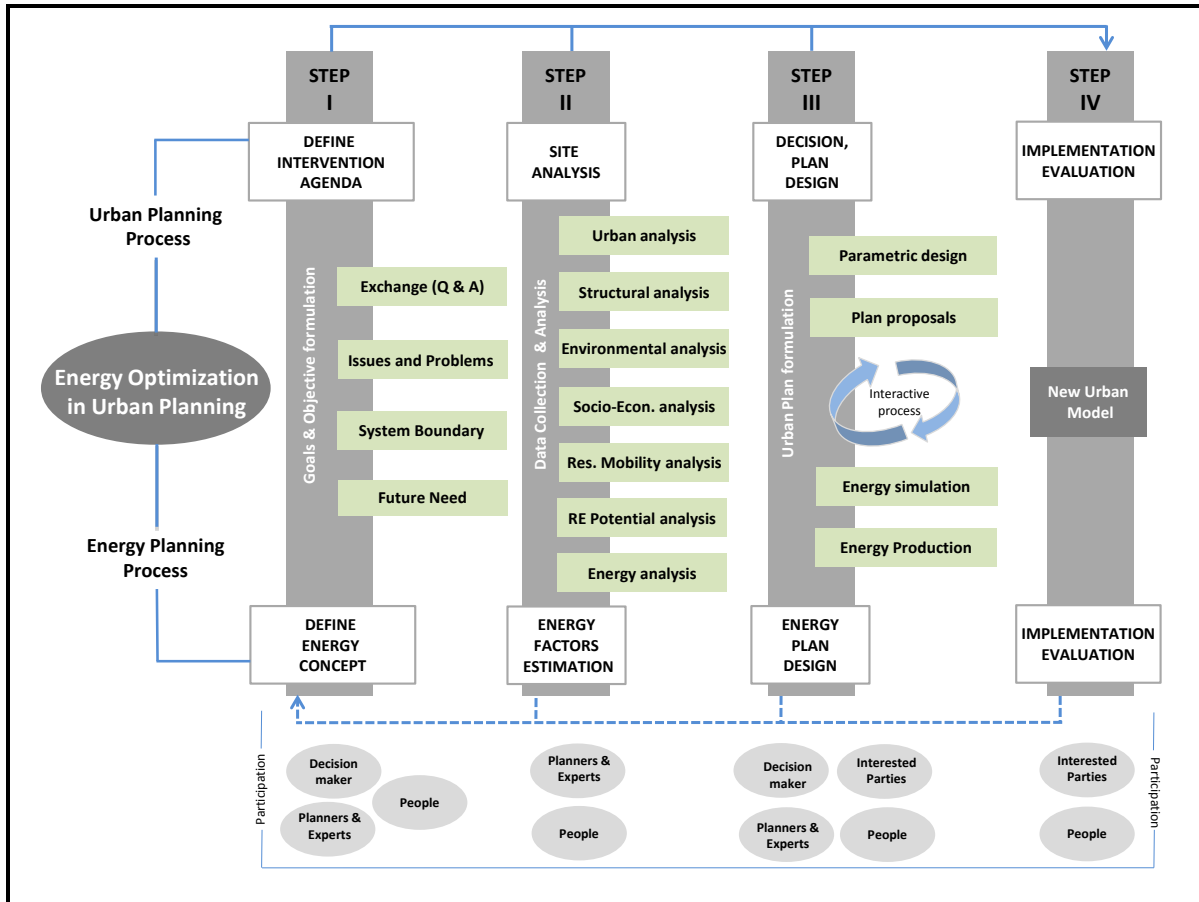 STEP
I
STEP
II
STEP
III
STEP
IV
DEFINE
INTERVENTION
AGENDA
SITE
ANALYSIS
DECISION,
PLAN
DESIGN
IMPLEMENTATION
EVALUATION
Urban Planning
Process
Energy Optimization
in Urban Planning
Energy Planning
Process
Goals & Objective formulation
Exchange (Q & A)
Issues and Problems
System Boundary
Future Need
Data Collection & Analysis
Urban analysis
Structural analysis
Environmental analysis
Socio-Econ. analysis
Res. Mobility analysis
RE Potential analysis
Energy analysis
Urban Plan formulation
Parametric design
Plan proposals
Interactive
process
Energy simulation
Energy Production
New Urban
Model
DEFINE
ENERGY
CONCEPT
ENERGY
FACTORS
ESTIMATION
ENERGY
PLAN
DESIGN
IMPLEMENTATION
EVALUATION
Participation
Decision
maker
People
Planners &
Experts
Planners &
Experts
People
Decision
maker
Interested
Parties
Planners &
Experts
People
Interested
Parties
People
Participation